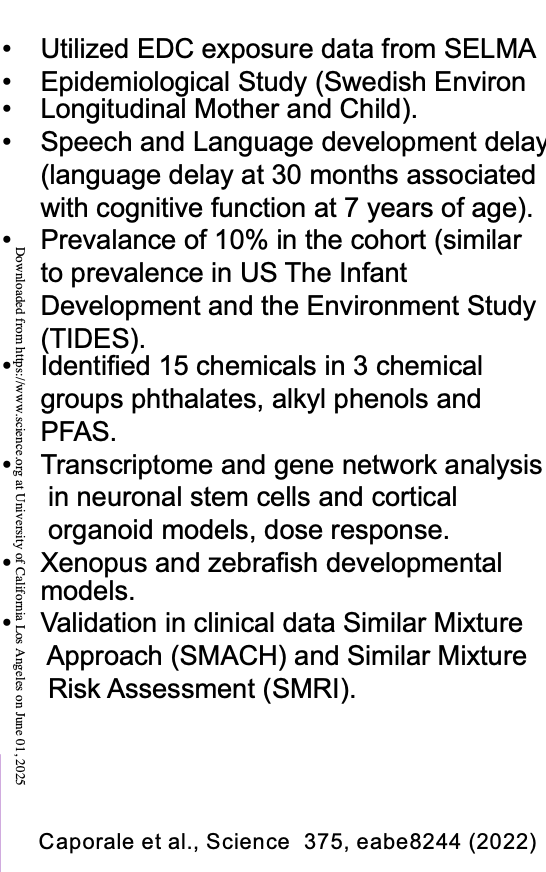 • Utilized EDC exposure data from SELMA
• Epidemiological Study (Swedish Environ
• Longitudinal Mother and Child).
• Speech and Language development delay
(language delay at 30 months associated
with cognitive function at 7 years of age).
• Prevalance of 10% in the cohort (similar
to prevalence in US The Infant
Development and the Environment Study
(TIDES).
• Identified 15 chemicals in 3 chemical
groups phthalates, alkyl phenols and
PFAS.
• Transcriptome and gene network analysis
in neuronal stem cells and cortical
organoid models, dose response.
• Xenopus and zebrafish developmental
models.
• Validation in clinical data Similar Mixture
Approach (SMACH) and Similar Mixture
Risk Assessment (SMRI).
Downloaded from https://www.science.org at University of California Los Angeles on June 01, 2025
Caporale et al., Science 375, eabe8244 (2022)